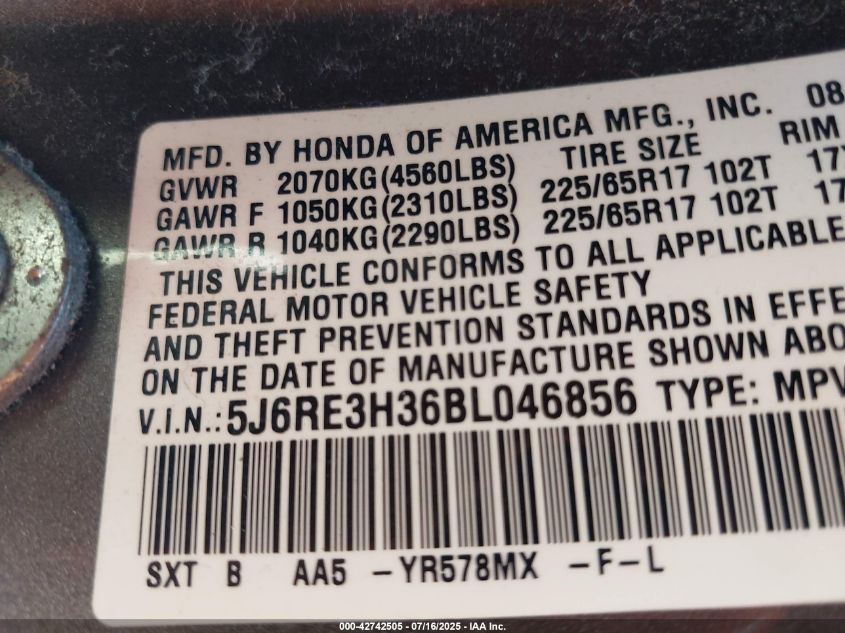 MFD. BY HONDA OF AMERICA MFG., INC. 08
GVWR 2070KG(4560LBS) TIRE SIZE RIM
GAWR F 1050KG(2310LBS) 225/65R17 102T 17
GAWR R 1040KG(2290LBS) 225/65R17 102T 17
THIS VEHICLE CONFORMS TO ALL APPLICABLE
FEDERAL MOTOR VEHICLE SAFETY
AND THEFT PREVENTION STANDARDS IN EFFE
ON THE DATE OF MANUFACTURE SHOWN ABO
V.I.N.: 5J6RE3H36BL046856 TYPE: MPV
SXT B AA5 -YR578MX -F-L
000-42742505 - 07/16/2025 - IAA Inc.